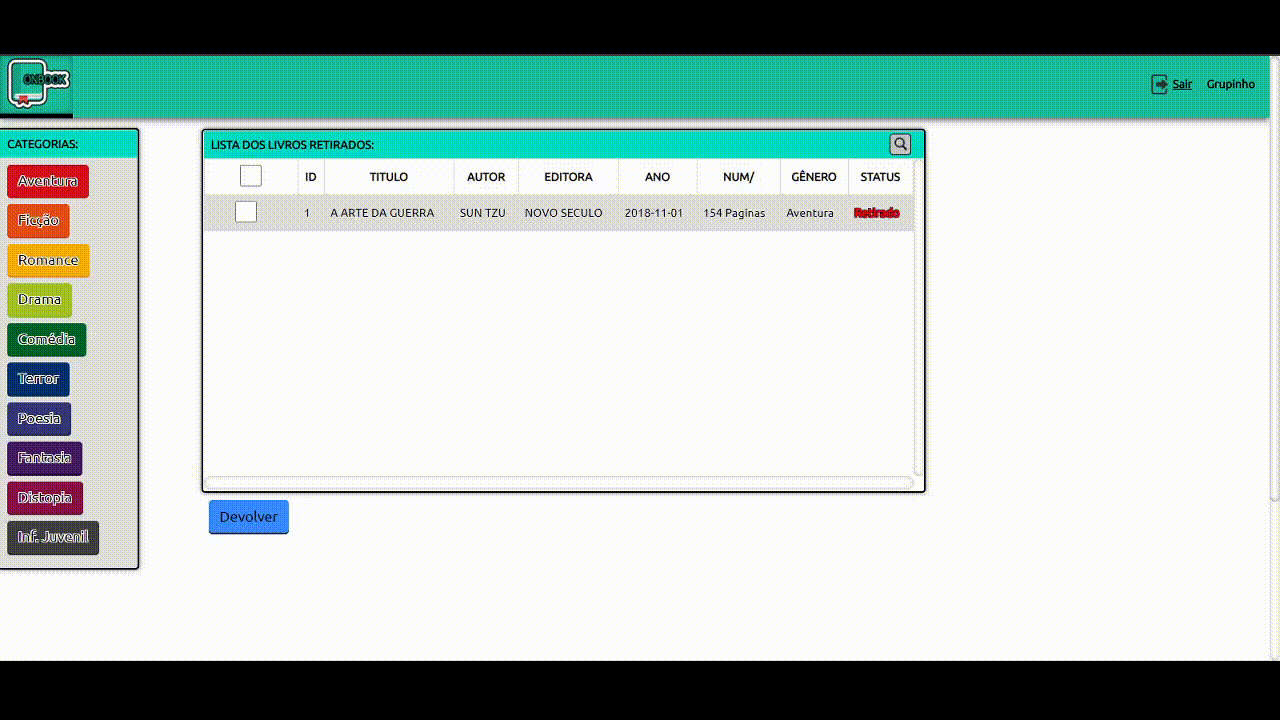 ONBOOK
Sair Grupinho
CATEGORIAS:
Aventura
Ficção
Romance
Drama
Comédia
Terror
Poesia
Fantasia
Distopia
Inf. Juvenil
LISTA DOS LIVROS RETIRADOS:
ID TITULO AUTOR EDITORA ANO NUM/ GÊNERO STATUS
1 A ARTE DA GUERRA SUN TZU NOVO SECULO 2018-11-01 154 Paginas Aventura Retirado
Devolver